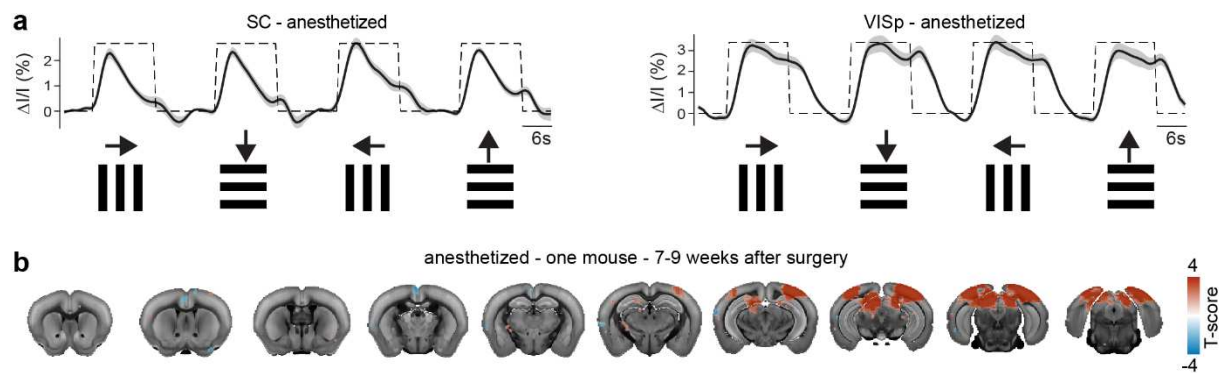 a
SC - anesthetized
VISp - anesthetized
ΔI/I (%)
2
1
0
6s
ΔI/I (%)
3
2
1
0
6s
b
anesthetized - one mouse - 7-9 weeks after surgery
4
T-score
-4